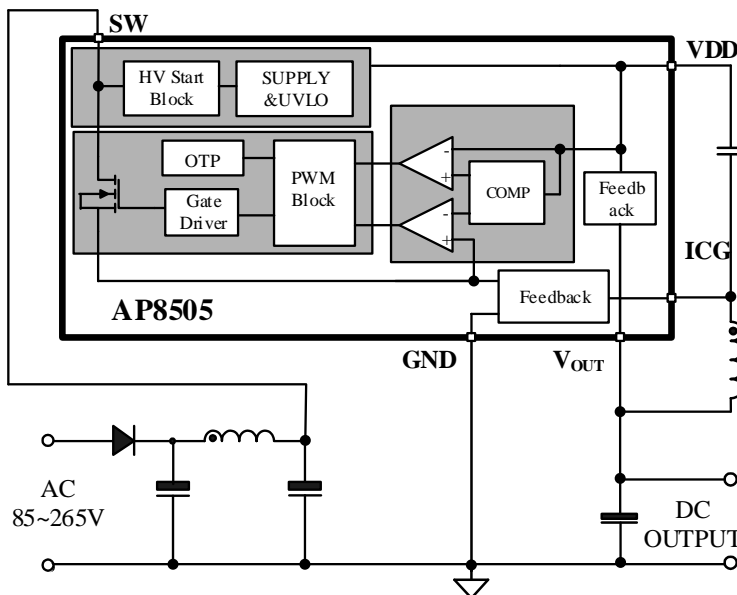 SW
VDD
HV Start
Block
SUPPLY
&UVLO
OTP
PWM
Block
Gate
Driver
-
+
-
+
COMP
Feedb
ack
ICG
Feedback
AP8505
GND
VOUT
AC
85~265V
DC
OUTPUT